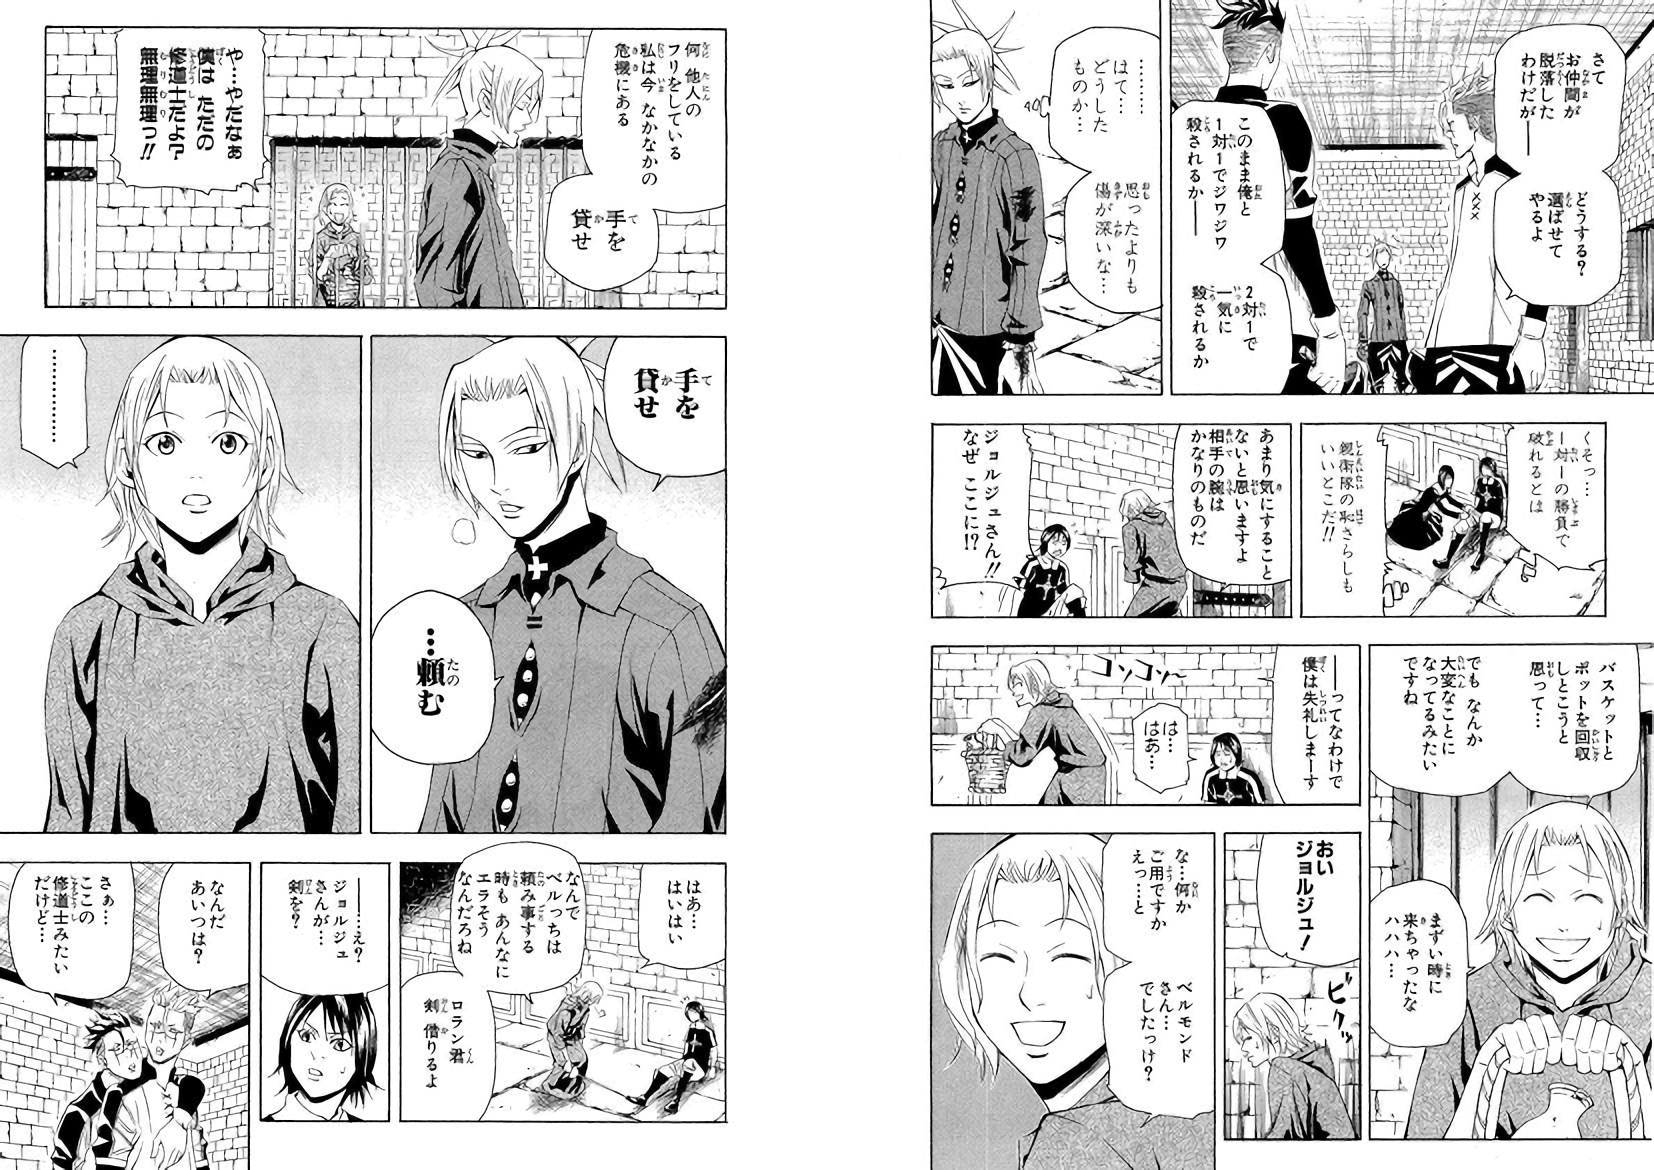 さて
お仲間が
脱落した
わけだが――
どうする?
選ばせて
やるよ
このまま俺と
1対1でジワジワ
殺されるか――
2対1で
一気に
殺されるか
………
はて…
どうした
ものか…
思ったよりも
傷が深いな…
くそっ…
一対一の勝負で
破れるとは
親衛隊の恥さらしも
いいとこだ!!
あまり気にすること
ないと思いますよ
相手の腕は
かなりのものだ
ジョルジュさん!!
なぜ ここに!?
バスケットと
ポットを回収
しとこうと
思って…
でも なんか
大変なことに
なってるみたい
ですね
まずい時に
来ちゃったな
ハハハ…
――ってなわけで
僕は失礼しまーす
は…
はあ…
コソコソ〜
おい
ジョルジュ!
ビクッ
な…何か
ご用ですか
えっ…と
ベルモンド
さん…
でしたっけ?
何 他人の
フリをしている
私は今 なかなかの
危機にある
手を
貸せ
や…やだなぁ
僕は ただの
修道士だよ?
無理無理っ!!
手を
貸せ
…頼む
…………
はあ…
はいはい
なんで
ベルっちは
頼み事する
時も あんなに
エラそう
なんだろね
ロラン君
剣 借りるよ
………え?
ジョルジュ
さんが…
剣を?
なんだ
あいつは?
さぁ…
ここの
修道士みたい
だけど…